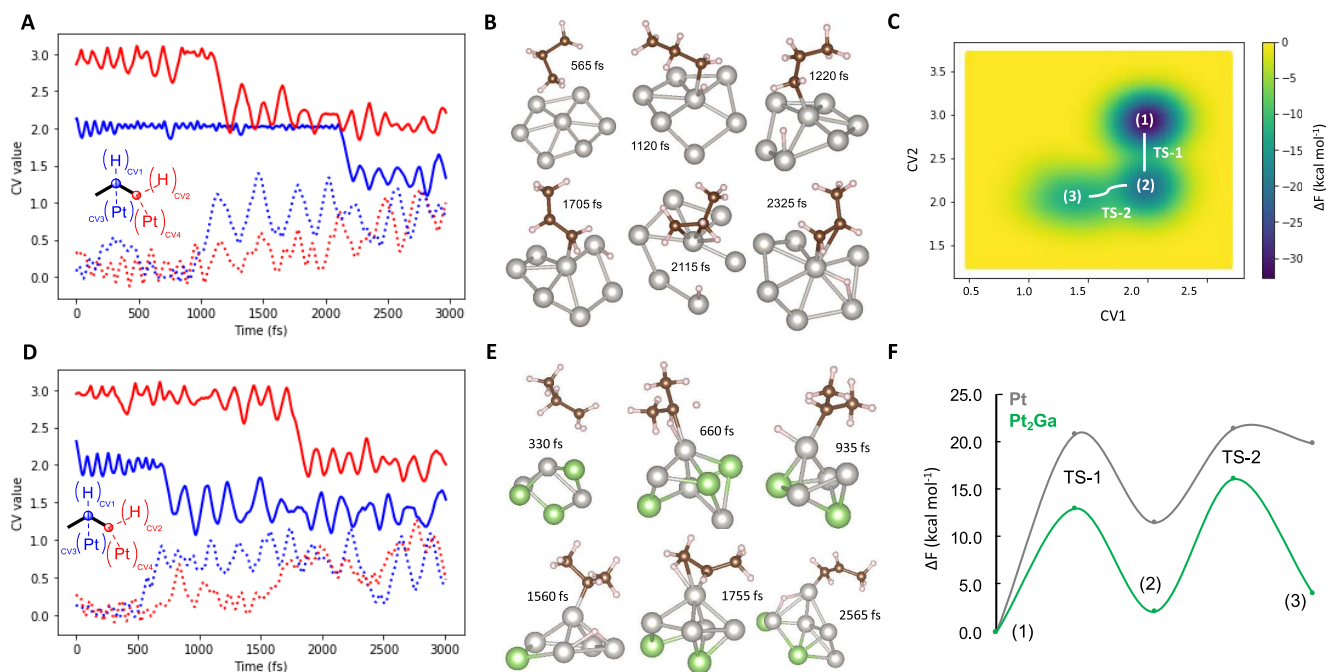 A
3.0
2.5
2.0
1.5
1.0
0.5
0.0
CV value
(H)CV1
(H)CV2
CV3(Pt)
(Pt)CV4
0 500 1000 1500 2000 2500 3000
Time (fs)
B
565 fs
1120 fs
1220 fs
1705 fs
2115 fs
2325 fs
C
3.5
3.0
2.5
2.0
1.5
CV2
(1)
TS-1
(2)
(3)
TS-2
0.5 1.0 1.5 2.0 2.5
CV1
0
−5
−10
−15
−20
−25
−30
ΔF (kcal mol⁻¹)
D
3.0
2.5
2.0
1.5
1.0
0.5
0.0
CV value
(H)CV1
(H)CV2
CV3(Pt)
(Pt)CV4
0 500 1000 1500 2000 2500 3000
Time (fs)
E
330 fs
660 fs
935 fs
1560 fs
1755 fs
2565 fs
F
25.0
20.0
15.0
10.0
5.0
0.0
ΔF (kcal mol⁻¹)
Pt
Pt₂Ga
TS-1
TS-2
(1)
(2)
(3)